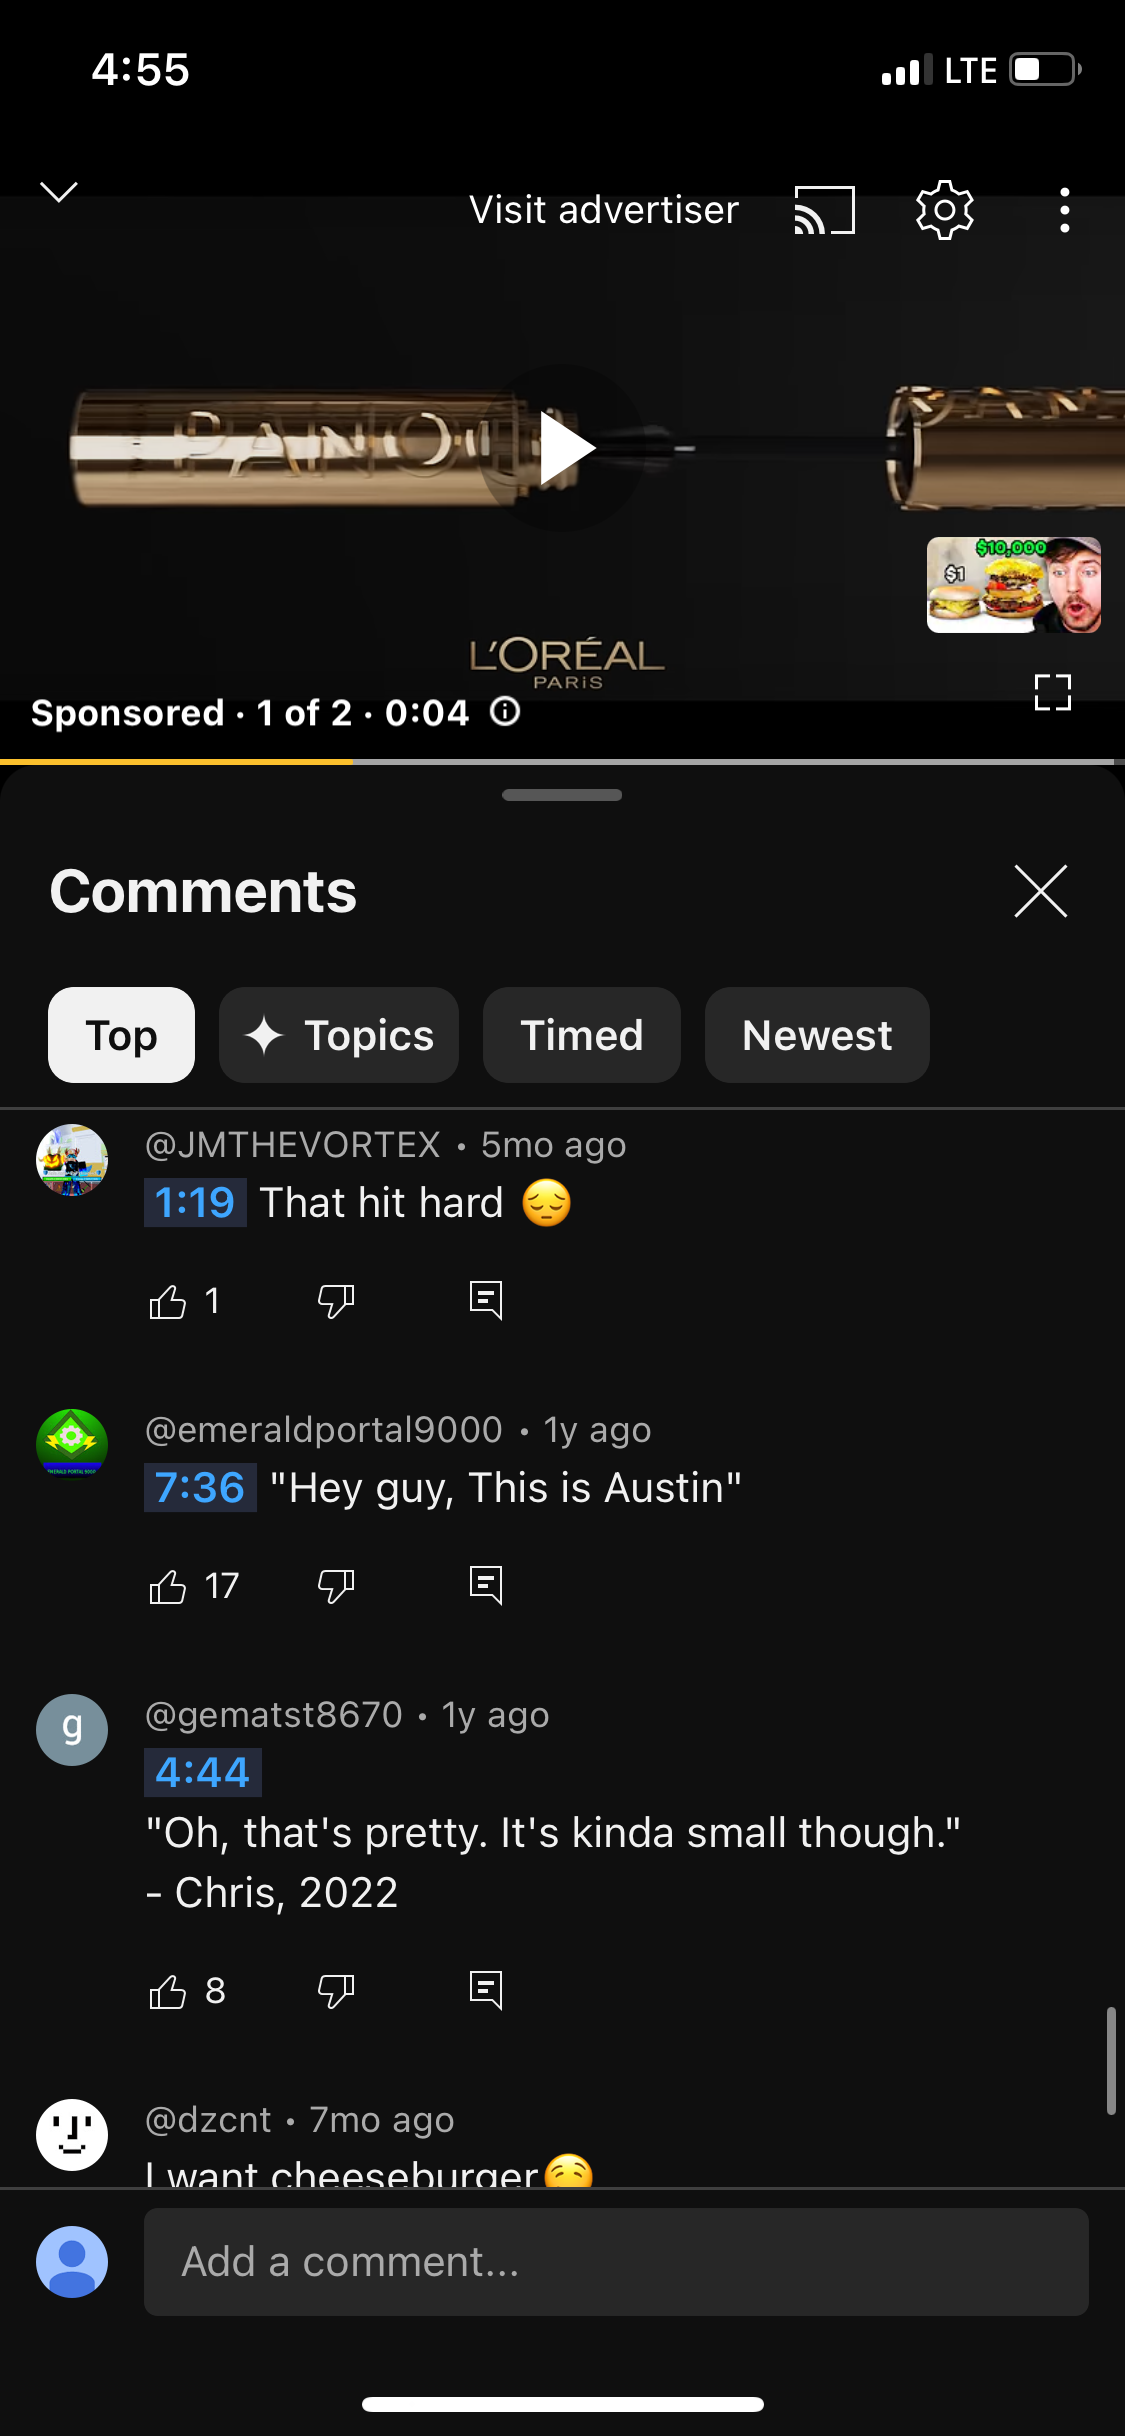 4:55
LTE
Visit advertiser
$10,000
$1
L'ORÉAL
PARIS
Sponsored · 1 of 2 · 0:04
Comments
Top
Topics
Timed
Newest
@JMTHEVORTEX • 5mo ago
1:19 That hit hard 😔
1
@emeraldportal9000 • 1y ago
7:36 "Hey guy, This is Austin"
17
g
@gematst8670 • 1y ago
4:44
"Oh, that's pretty. It's kinda small though."
- Chris, 2022
8
@dzcnt • 7mo ago
I want cheeseburger
Add a comment...